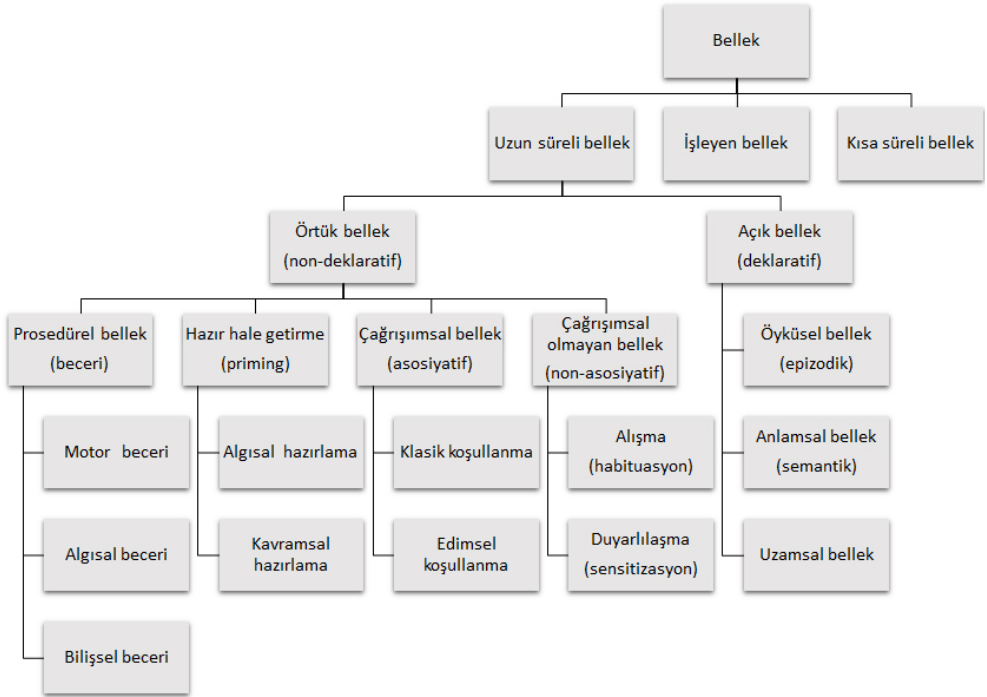 Bellek
Uzun süreli bellek
İşleyen bellek
Kısa süreli bellek
Örtük bellek
(non-deklaratif)
Açık bellek
(deklaratif)
Prosedürel bellek
(beceri)
Hazır hale getirme
(priming)
Çağrışıımsal bellek
(asosiyatif)
Çağrışımsal
olmayan bellek
(non-asosiyatif)
Öyküsel bellek
(epizodik)
Motor beceri
Algısal hazırlama
Klasik koşullanma
Alışma
(habituasyon)
Anlamsal bellek
(semantik)
Algısal beceri
Kavramsal
hazırlama
Edimsel
koşullanma
Duyarlılaşma
(sensitizasyon)
Uzamsal bellek
Bilişsel beceri